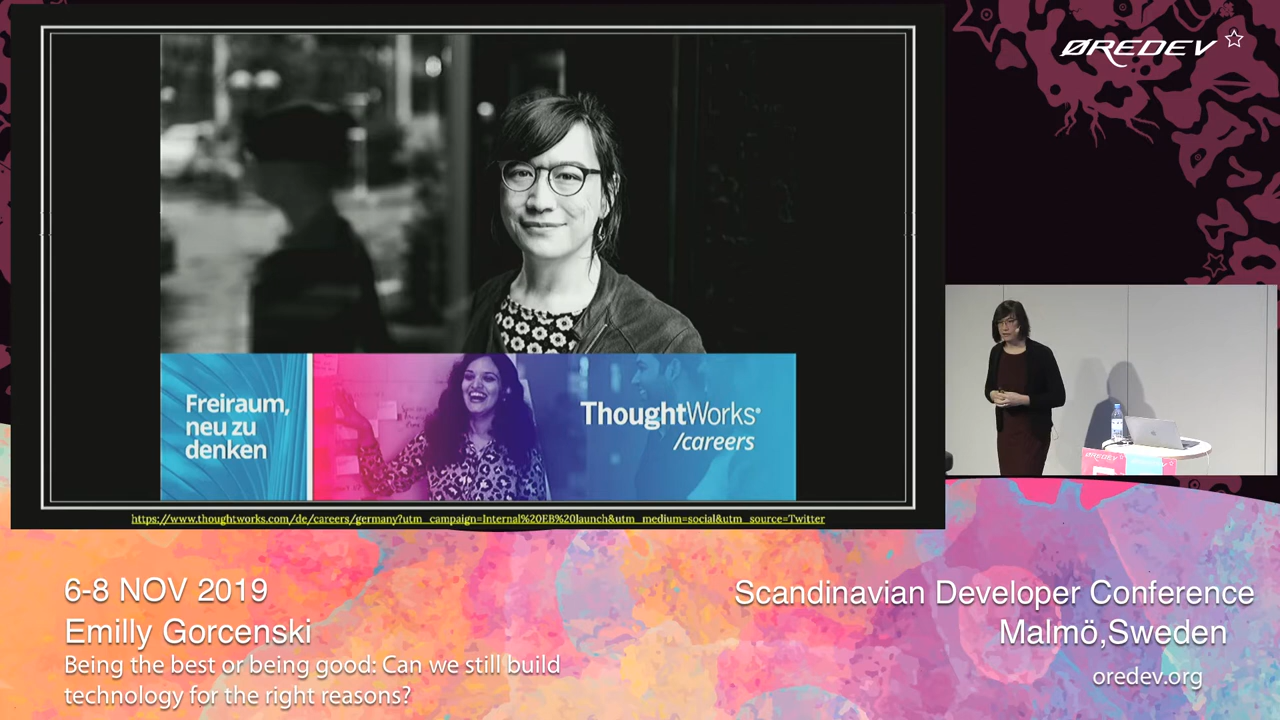 ØREDEV
Freiraum,
neu zu
denken
ThoughtWorks®
/careers
https://www.thoughtworks.com/de/careers/germany?utm_campaign=Internal%20EB%20launch&utm_medium=social&utm_source=Twitter
ØREDEV
6-8 NOV 2019
Emilly Gorcenski
Being the best or being good: Can we still build
technology for the right reasons?
Scandinavian Developer Conference
Malmö,Sweden
oredev.org